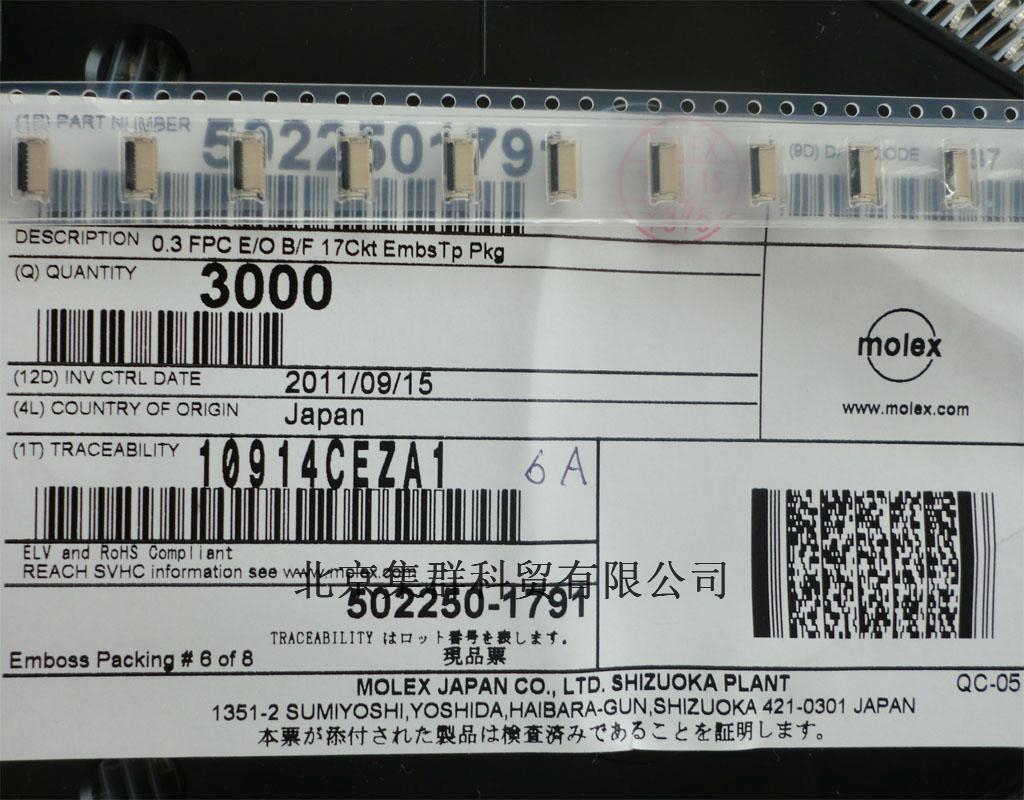 (1P) PART NUMBER
5022501791
(9D) DATE CODE
MOLEX
DESCRIPTION 0.3 FPC E/O B/F 17Ckt EmbsTp Pkg
(Q) QUANTITY
3000
molex
(12D) INV CTRL DATE 2011/09/15
(4L) COUNTRY OF ORIGIN Japan
www.molex.com
(1T) TRACEABILITY 10914CEZA1
6A
ELV and RoHS Compliant
REACH SVHC information see www.molex.com
北京集群科贸有限公司
502250-1791
TRACEABILITY はロット番号を表します。
Emboss Packing # 6 of 8
現品票
MOLEX JAPAN CO., LTD. SHIZUOKA PLANT
QC-05
1351-2 SUMIYOSHI,YOSHIDA,HAIBARA-GUN,SHIZUOKA 421-0301 JAPAN
本票が添付された製品は検査済みであることを証明します。